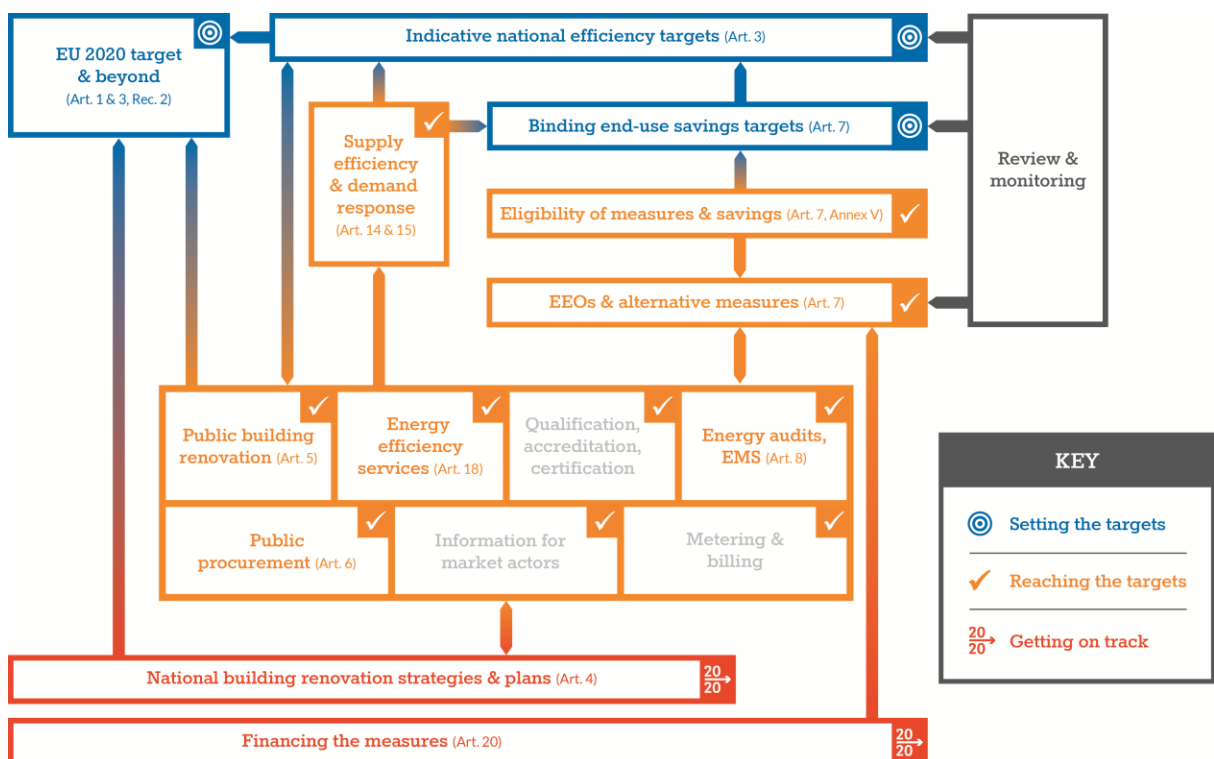 EU 2020 target
& beyond
(Art. 1 & 3, Rec. 2)
Indicative national efficiency targets (Art. 3)
Supply
efficiency
& demand
response
(Art. 14 & 15)
Binding end-use savings targets (Art. 7)
Eligibility of measures & savings (Art. 7, Annex V)
EEOs & alternative measures (Art. 7)
Review &
monitoring
Public building
renovation (Art. 5)
Energy
efficiency
services (Art. 18)
Qualification,
accreditation,
certification
Energy audits,
EMS (Art. 8)
Public
procurement (Art. 6)
Information for
market actors
Metering &
billing
National building renovation strategies & plans (Art. 4)
20
20
Financing the measures (Art. 20)
20
20
KEY
Setting the targets
Reaching the targets
20
20
Getting on track